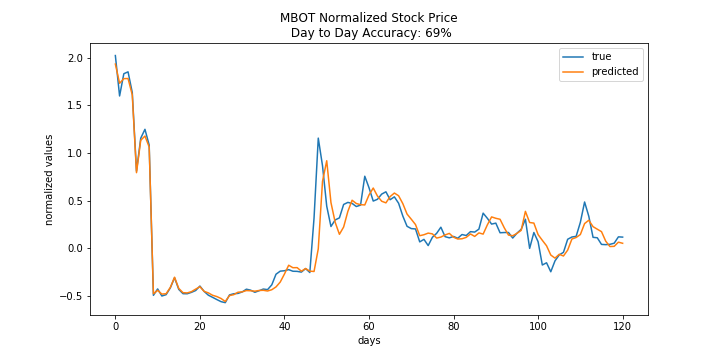 MBOT Normalized Stock Price
Day to Day Accuracy: 69%
true
predicted
normalized values
2.0
1.5
1.0
0.5
0.0
−0.5
0 20 40 60 80 100 120
days